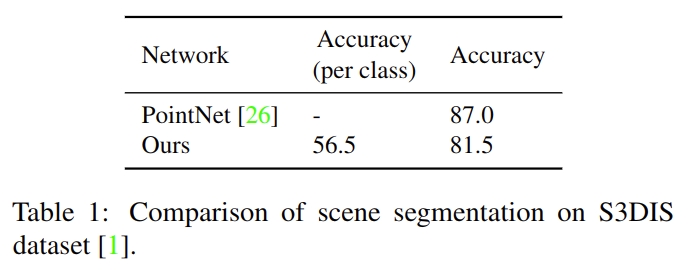 Network Accuracy (per class) Accuracy
PointNet [26] - 87.0
Ours 56.5 81.5
Table 1: Comparison of scene segmentation on S3DIS
dataset [1].